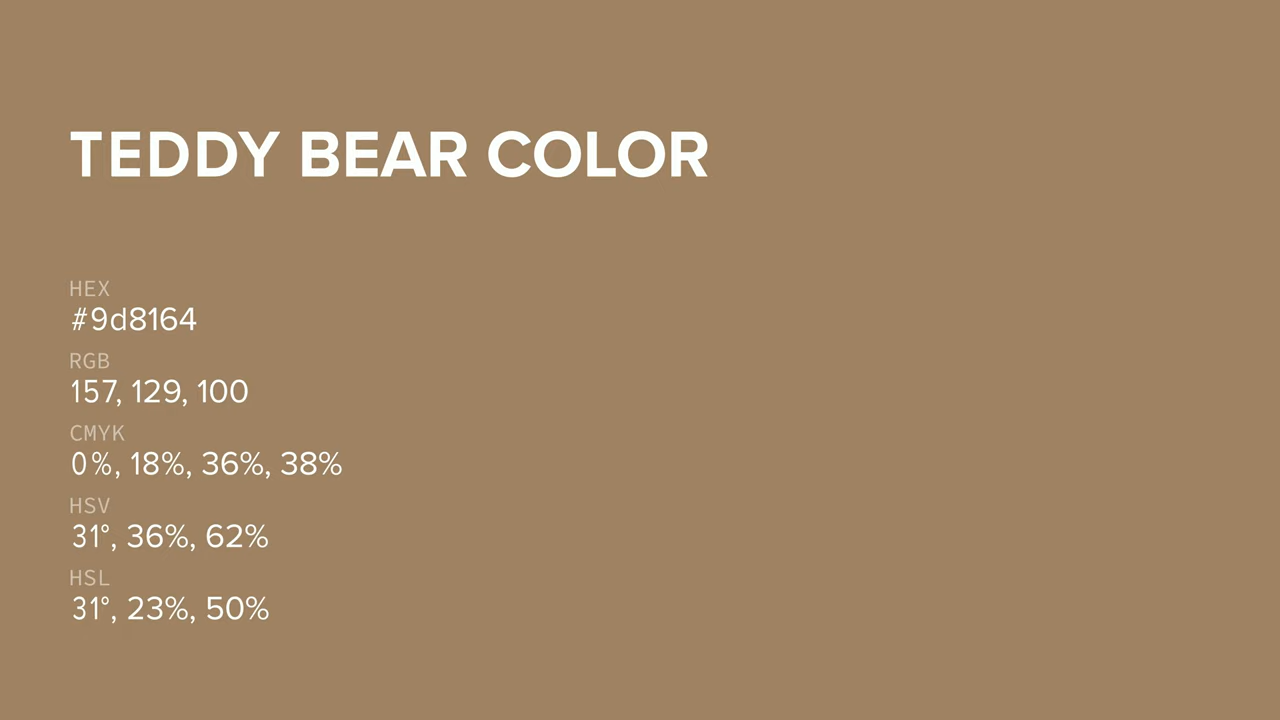 TEDDY BEAR COLOR
HEX
#9d8164
RGB
157, 129, 100
CMYK
0%, 18%, 36%, 38%
HSV
31°, 36%, 62%
HSL
31°, 23%, 50%